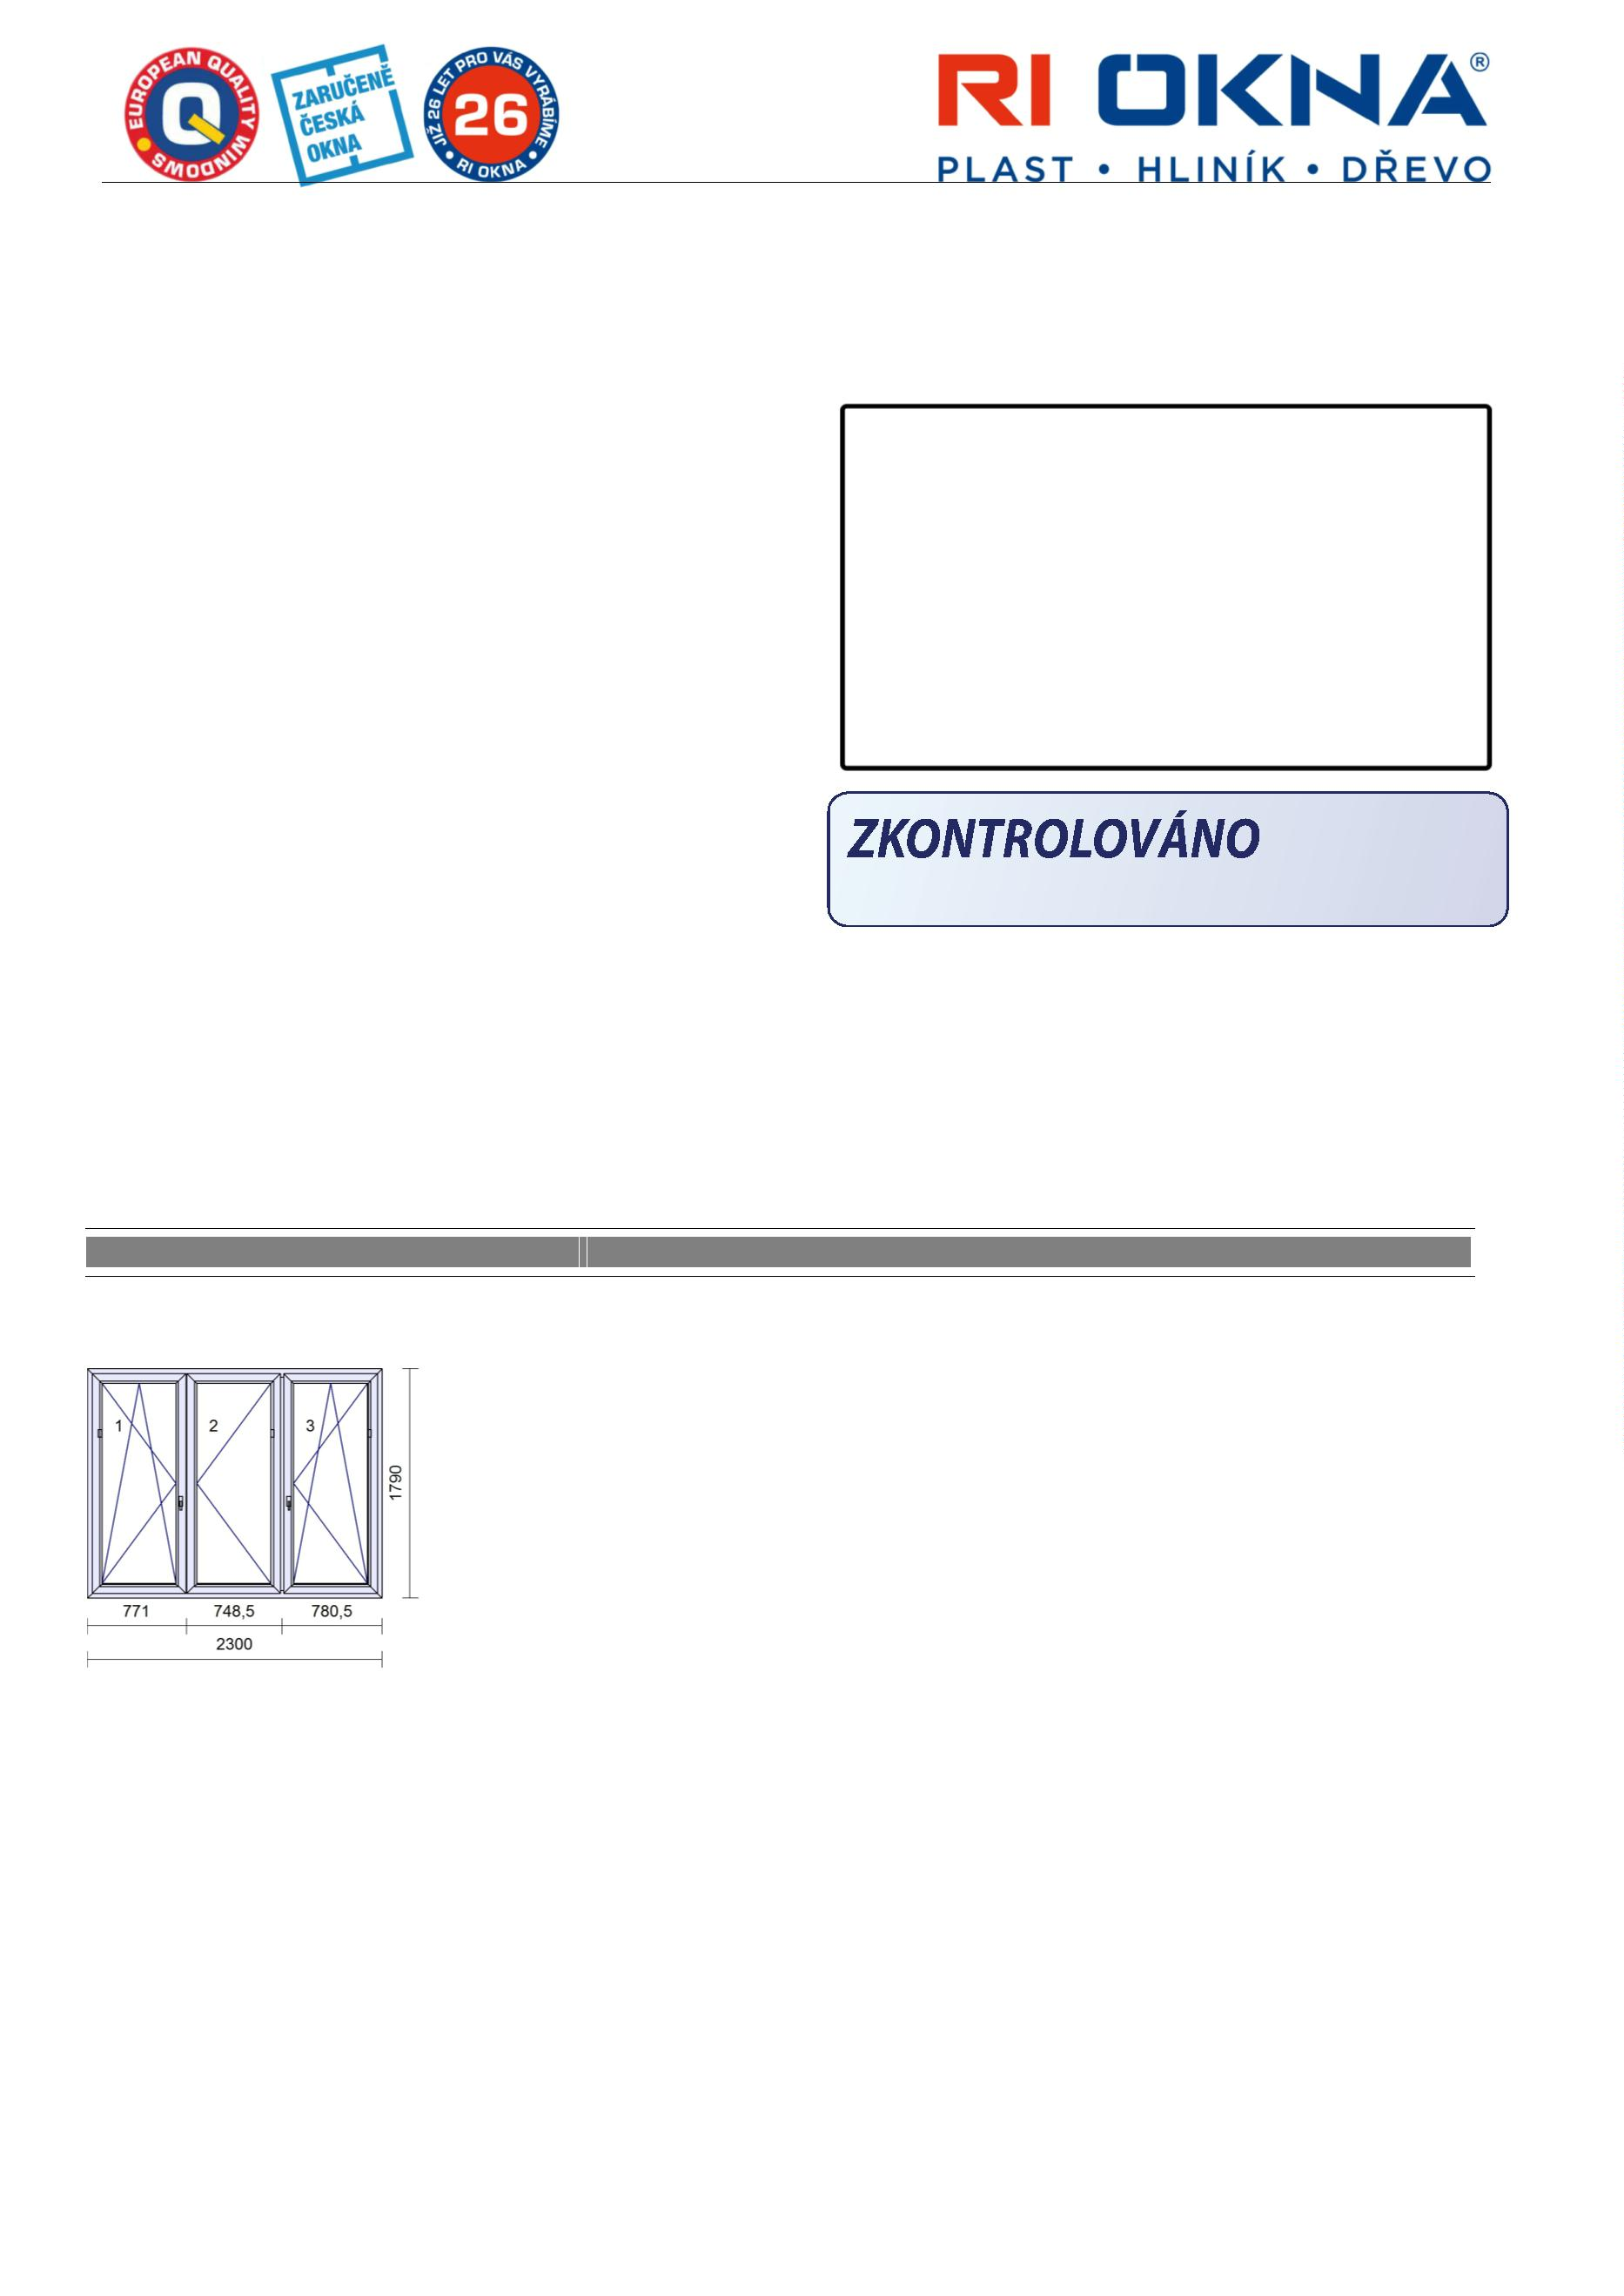 EUROPEAN QUALITY WINDOWS
Q
ZARUČENĚ
ČESKÁ
OKNA
JIŽ 26 LET PRO VÁS VYRÁBÍME
26
• RI OKNA •
RI OKNA®
PLAST • HLINÍK • DŘEVO
ZKONTROLOVÁNO
1
2
3
1790
771
748,5
780,5
2300